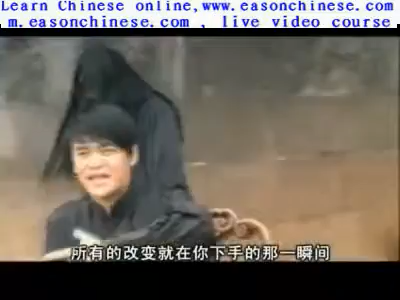 Learn Chinese online,www.easonchinese.com
m.easonchinese.com , live video course
所有的改变就在你下手的那一瞬间